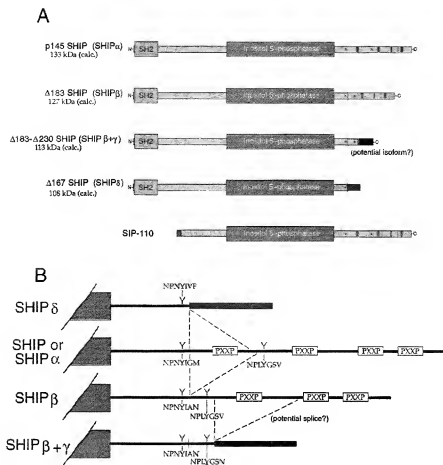 A
p145 SHIP (SHIPα)
133 kDa (calc.)
N SH2 Inositol 5-phosphatase C
Δ183 SHIP (SHIPβ)
127 kDa (calc.)
N SH2 Inositol 5-phosphatase C
Δ183-Δ230 SHIP (SHIP β+γ)
113 kDa (calc.)
N SH2 Inositol 5-phosphatase C
(potential isoform?)
Δ167 SHIP (SHIPδ)
108 kDa (calc.)
N SH2 Inositol 5-phosphatase
SIP-110
Inositol 5-phosphatase
B
NPNYIVF
SHIP δ
SHIP or
SHIP α
PXXP PXXP PXXP PXXP
NPNYIGM NPLYGSV
SHIP β
PXXP PXXP PXXP
NPNYIAN
NPLYGSV
(potential splice?)
SHIP β+γ
NPNYIAN
NPLYGSN